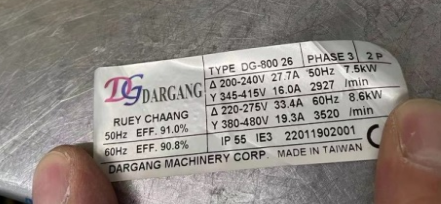 TYPE DG-800 26 PHASE 3 2 P
Δ 200-240V 27.7A 50Hz 7.5kW
Y 345-415V 16.0A 2927 /min
Δ 220-275V 33.4A 60Hz 8.6kW
Y 380-480V 19.3A 3520 /min
DG DARGANG
RUEY CHAANG
50Hz EFF. 91.0%
60Hz EFF. 90.8%
IP 55 IE3 22011902001
DARGANG MACHINERY CORP. MADE IN TAIWAN